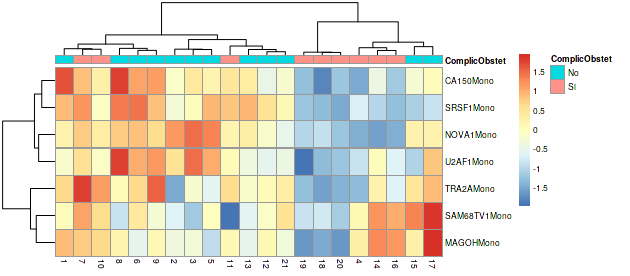 ComplicObstet
CA150Mono
SRSF1Mono
NOVA1Mono
U2AF1Mono
TRA2AMono
SAM68TV1Mono
MAGOHMono
1 7 10 8 6 9 2 3 5 11 13 12 21 19 18 20 4 14 16 15 17
1.5
1
0.5
0
-0.5
-1
-1.5
ComplicObstet
No
SI